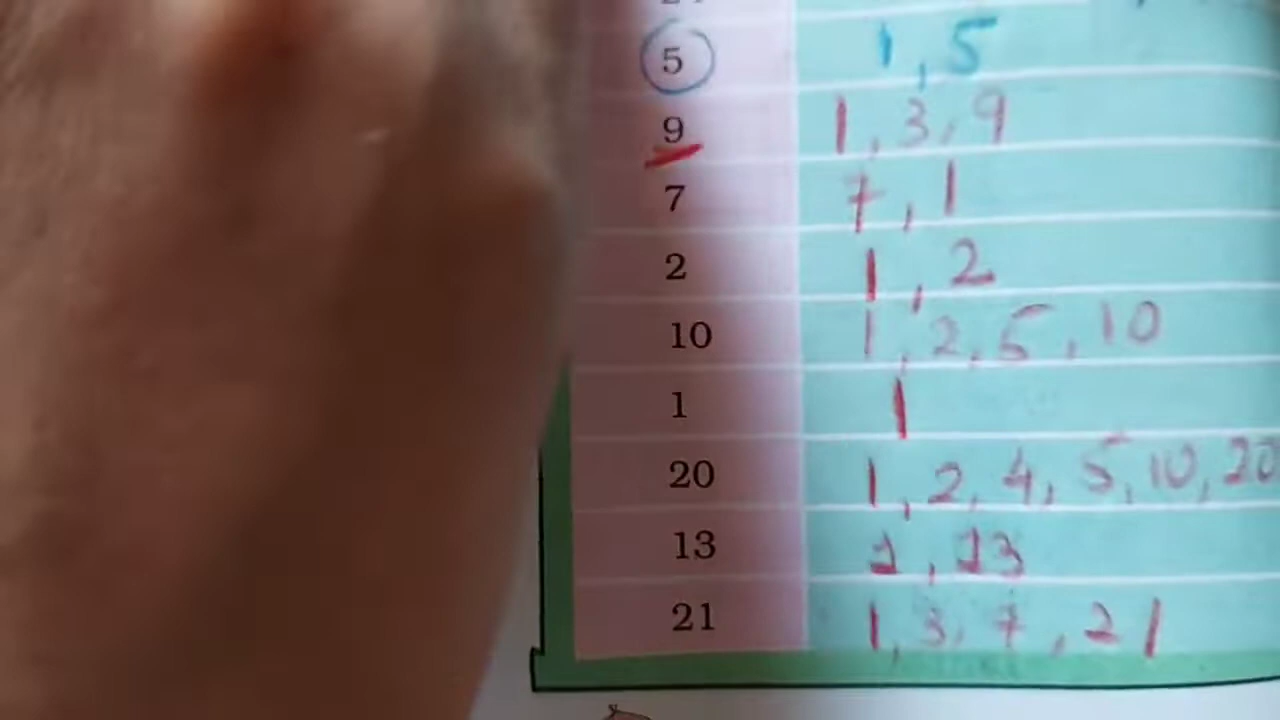 5 1, 5
9 1, 3, 9
7 7, 1
2 1, 2
10 1, 2, 5, 10
1 1
20 1, 2, 4, 5, 10, 20
13 1, 13
21 1, 3, 7, 21